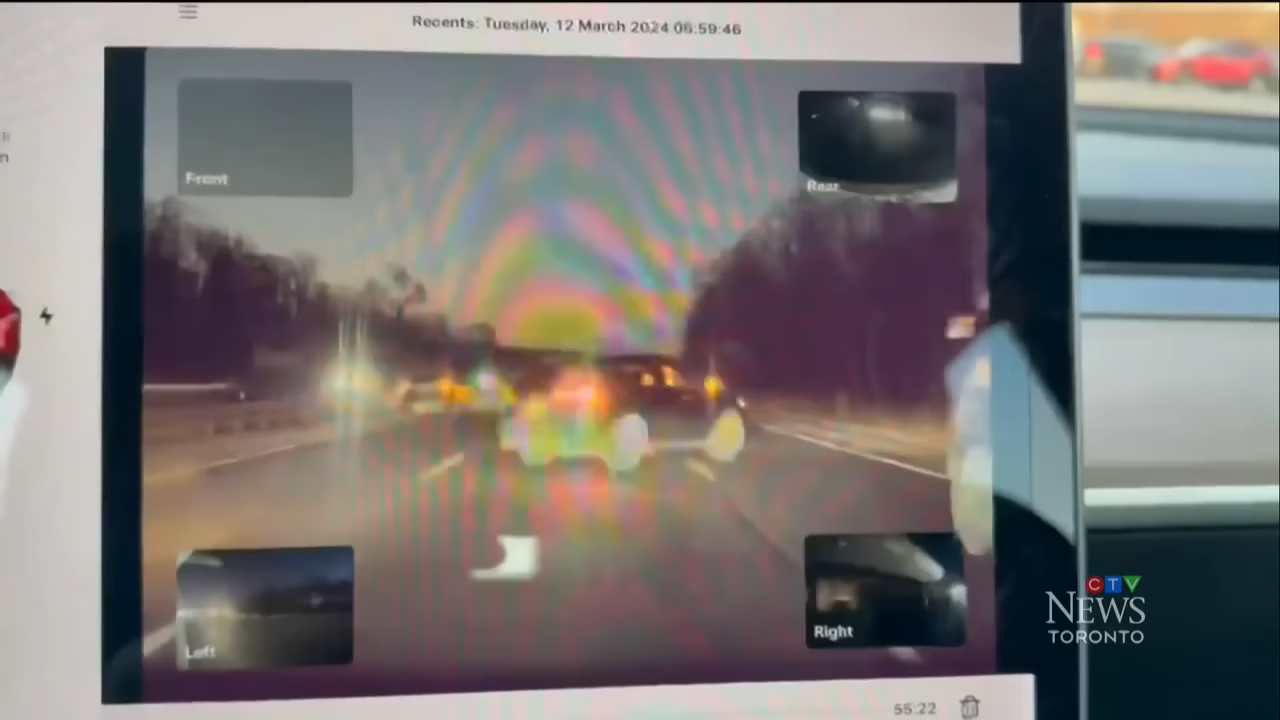 Recents: Tuesday, 12 March 2024 06:59:46
Front
Rear
Left
Right
CTV
NEWS
TORONTO
55:22